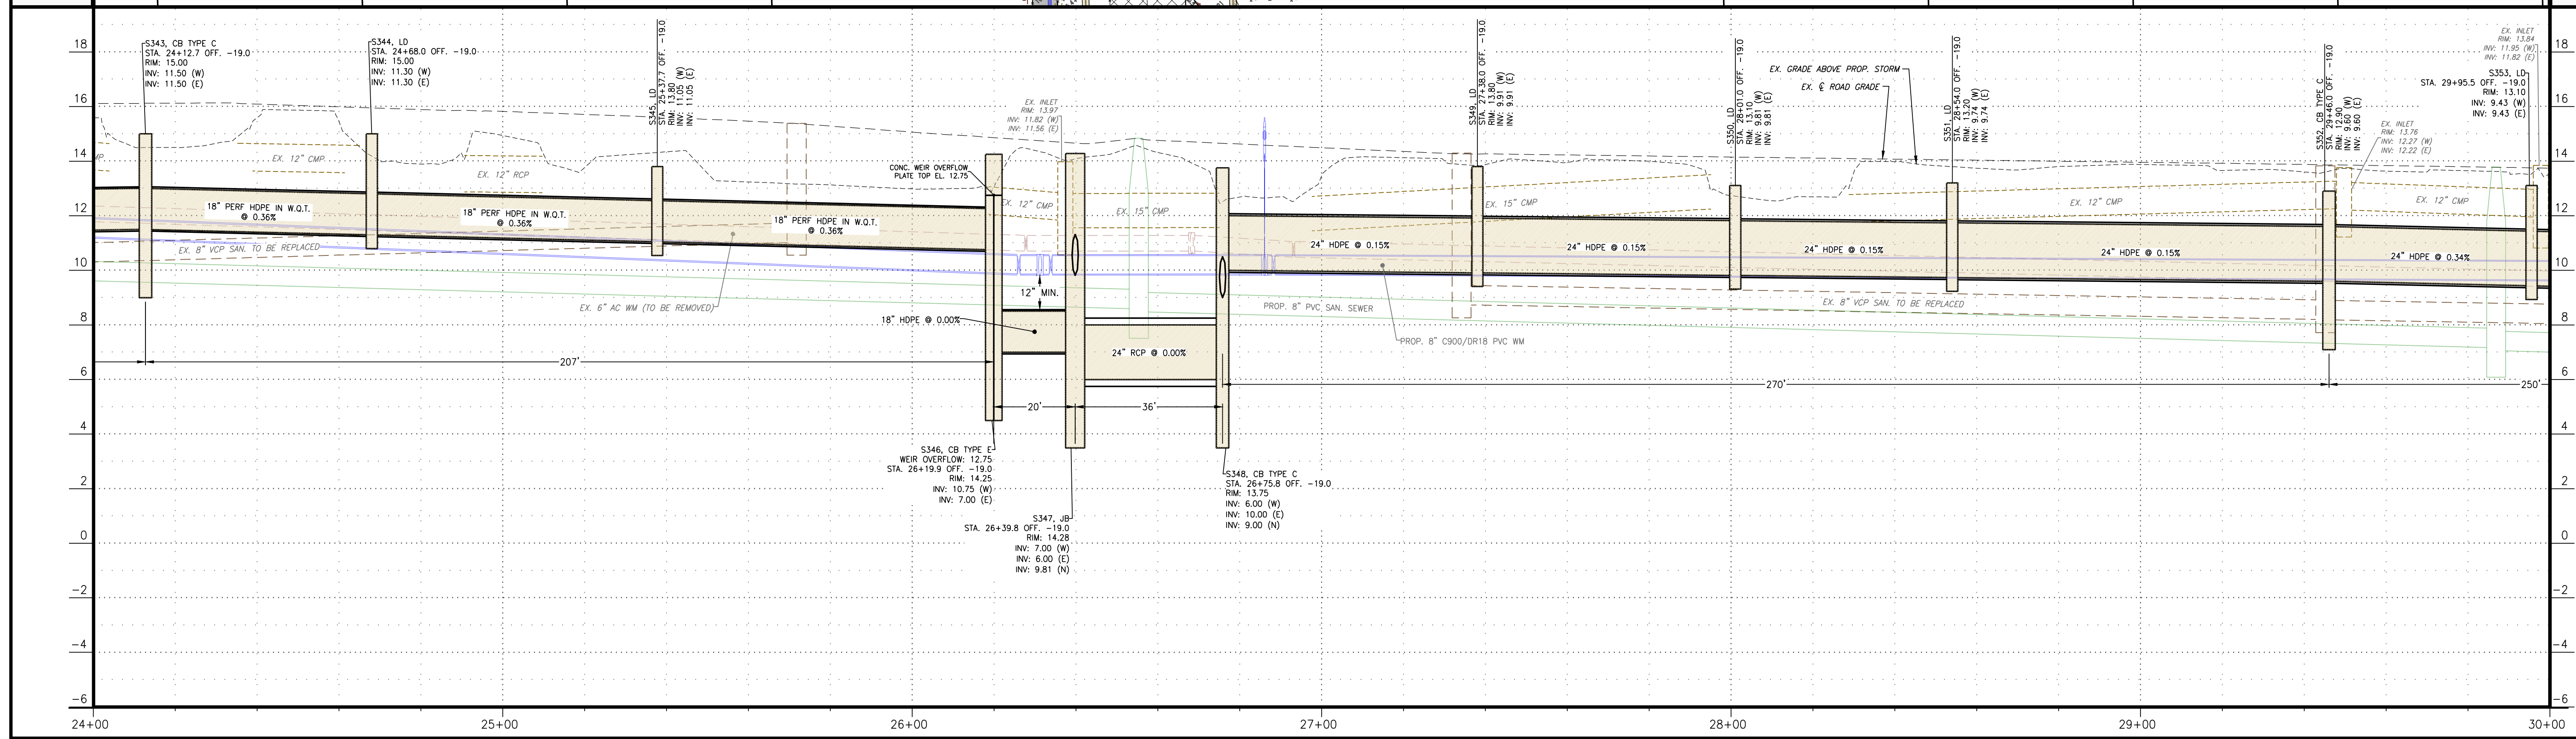 S343, CB TYPE C
STA. 24+12.7 OFF. -19.0
RIM: 15.00
INV: 11.50 (W)
INV: 11.50 (E)
S344, LD
STA. 24+68.0 OFF. -19.0
RIM: 15.00
INV: 11.30 (W)
INV: 11.30 (E)
S345, LD
STA. 25+37.7 OFF. -19.0
RIM: 13.80
INV: 11.05 (W)
INV: 11.05 (E)
EX. INLET
RIM: 13.97
INV: 11.82 (W)
INV: 11.56 (E)
S349, LD
STA. 27+38.0 OFF. -19.0
RIM: 13.80
INV: 9.91 (W)
INV: 9.91 (E)
S350, LD
STA. 28+01.0 OFF. -19.0
RIM: 13.10
INV: 9.81 (W)
INV: 9.81 (E)
EX. GRADE ABOVE PROP. STORM
EX. ℄ ROAD GRADE
S351, LD
STA. 28+54.0 OFF. -19.0
RIM: 13.20
INV: 9.74 (W)
INV: 9.74 (E)
S352, CB TYPE C
STA. 29+46.0 OFF. -19.0
RIM: 12.90
INV: 9.60 (W)
INV: 9.60 (E)
EX. INLET
RIM: 13.76
INV: 12.27 (W)
INV: 12.22 (E)
EX. INLET
RIM: 13.84
INV: 11.95 (W)
INV: 11.82 (E)
S353, LD
STA. 29+95.5 OFF. -19.0
RIM: 13.10
INV: 9.43 (W)
INV: 9.43 (E)
18
16
14
12
10
8
6
4
2
0
-2
-4
-6
MP
EX. 12" CMP
EX. 12" RCP
CONC. WEIR OVERFLOW
PLATE TOP EL. 12.75
EX. 12" CMP
EX. 15" CMP
EX. 15" CMP
EX. 12" CMP
EX. 12" CMP
18" PERF HDPE IN W.Q.T.
@ 0.36%
18" PERF HDPE IN W.Q.T.
@ 0.36%
18" PERF HDPE IN W.Q.T.
@ 0.36%
24" HDPE @ 0.15%
24" HDPE @ 0.15%
24" HDPE @ 0.15%
24" HDPE @ 0.15%
24" HDPE @ 0.34%
EX. 8" VCP SAN. TO BE REPLACED
EX. 6" AC WM (TO BE REMOVED)
12" MIN.
18" HDPE @ 0.00%
24" RCP @ 0.00%
PROP. 8" PVC SAN. SEWER
PROP. 8" C900/DR18 PVC WM
EX. 8" VCP SAN. TO BE REPLACED
207'
20'
36'
270'
250'
S346, CB TYPE E
WEIR OVERFLOW: 12.75
STA. 26+19.9 OFF. -19.0
RIM: 14.25
INV: 10.75 (W)
INV: 7.00 (E)
S347, JB
STA. 26+39.8 OFF. -19.0
RIM: 14.28
INV: 7.00 (W)
INV: 6.00 (E)
INV: 9.81 (N)
S348, CB TYPE C
STA. 26+75.8 OFF. -19.0
RIM: 13.75
INV: 6.00 (W)
INV: 10.00 (E)
INV: 9.00 (N)
18
16
14
12
10
8
6
4
2
0
-2
-4
-6
24+00
25+00
26+00
27+00
28+00
29+00
30+00